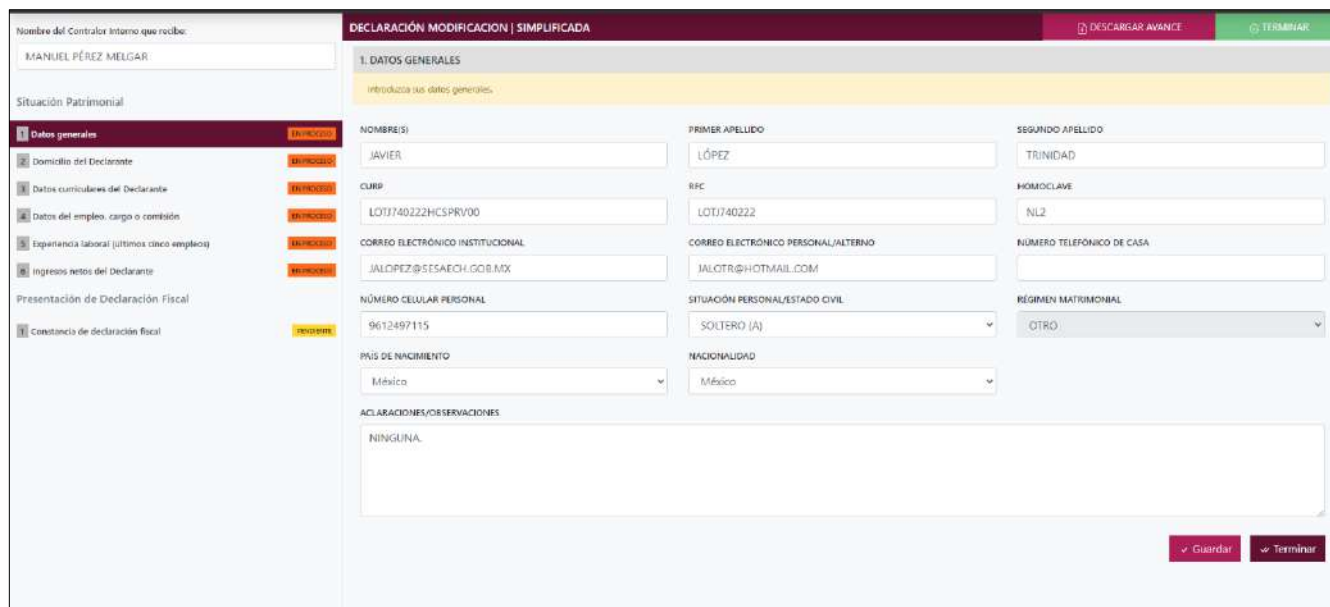 Nombre del Contralor Interno que recibe:
MANUEL PÉREZ MELGAR
Situación Patrimonial
1 Datos generales EN PROCESO
2 Domicilio del Declarante EN PROCESO
3 Datos curriculares del Declarante EN PROCESO
4 Datos del empleo, cargo o comisión EN PROCESO
5 Experiencia laboral (últimos cinco empleos) EN PROCESO
6 Ingresos netos del Declarante EN PROCESO
Presentación de Declaración Fiscal
1 Constancia de declaración fiscal PENDIENTE
DECLARACIÓN MODIFICACION | SIMPLIFICADA DESCARGAR AVANCE TERMINAR
1. DATOS GENERALES
Introduzca sus datos generales.
NOMBRE(S) PRIMER APELLIDO SEGUNDO APELLIDO
JAVIER LÓPEZ TRINIDAD
CURP RFC HOMOCLAVE
LOTJ740222HCSPRV00 LOTJ740222 NL2
CORREO ELECTRÓNICO INSTITUCIONAL CORREO ELECTRÓNICO PERSONAL/ALTERNO NÚMERO TELEFÓNICO DE CASA
JALOPEZ@SESAECH.GOB.MX JALOTR@HOTMAIL.COM
NÚMERO CELULAR PERSONAL SITUACIÓN PERSONAL/ESTADO CIVIL RÉGIMEN MATRIMONIAL
9612497115 SOLTERO (A) OTRO
PAÍS DE NACIMIENTO NACIONALIDAD
México México
ACLARACIONES/OBSERVACIONES
NINGUNA.
Guardar Terminar